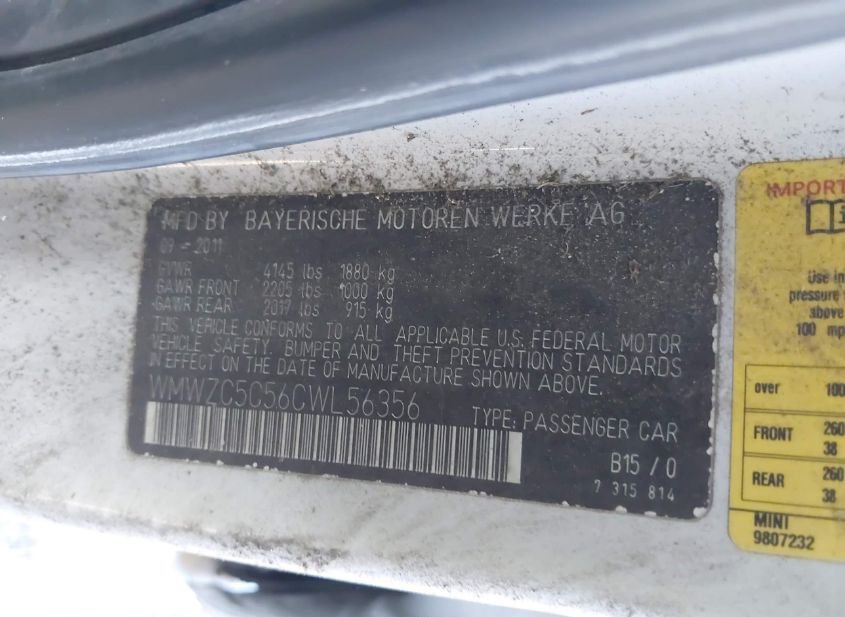 MFD BY BAYERISCHE MOTOREN WERKE AG
09 - 2011
GVWR 4145 lbs 1880 kg
GAWR FRONT 2205 lbs 1000 kg
GAWR REAR 2017 lbs 915 kg
THIS VEHICLE CONFORMS TO ALL APPLICABLE U.S. FEDERAL MOTOR
VEHICLE SAFETY. BUMPER AND THEFT PREVENTION STANDARDS
IN EFFECT ON THE DATE OF MANUFACTURE SHOWN ABOVE.
WMWZC5C56CWL56356
TYPE: PASSENGER CAR
B15 / 0
7 315 814
IMPORT
Use in
pressure
above
100 mp
over 100
FRONT 260
38
REAR 260
38
MINI
9807232